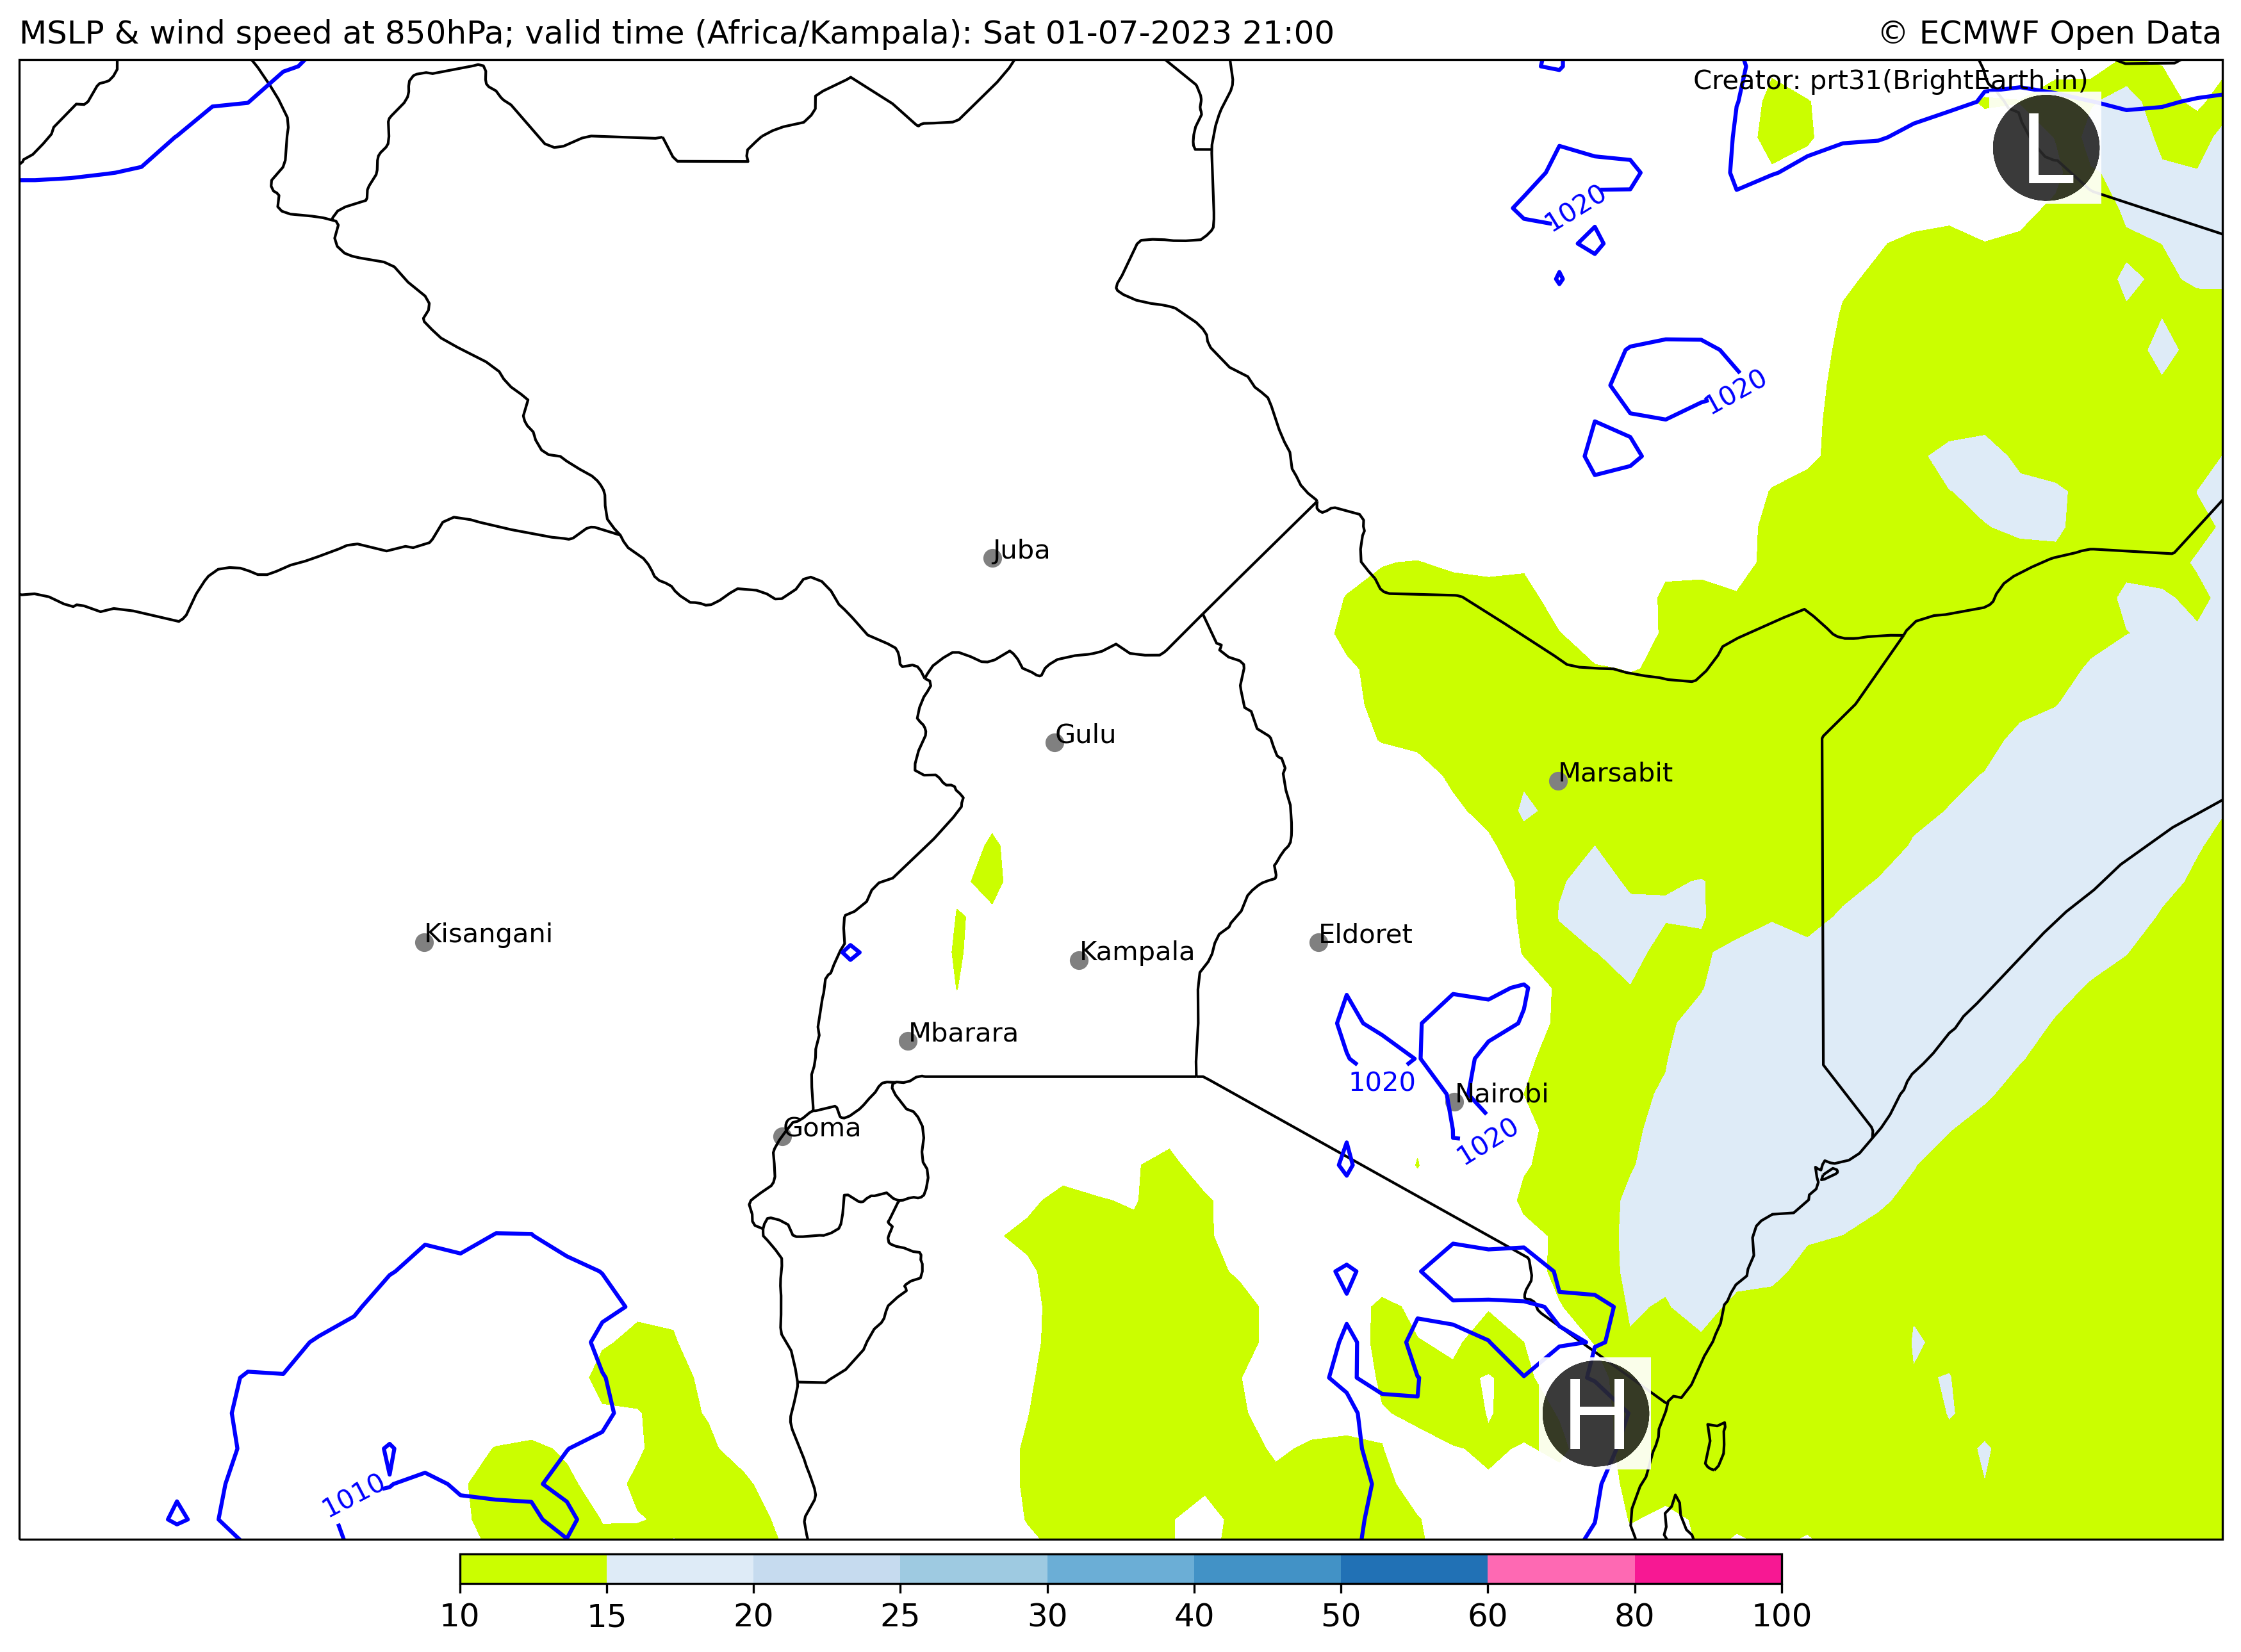 MSLP & wind speed at 850hPa; valid time (Africa/Kampala): Sat 01-07-2023 21:00
© ECMWF Open Data
Creator: prt31(BrightEarth.in)
L
1020
1020
Juba
Gulu
Marsabit
Kisangani
Kampala
Eldoret
Mbarara
1020
Nairobi
Goma
1020
H
1010
10 15 20 25 30 40 50 60 80 100